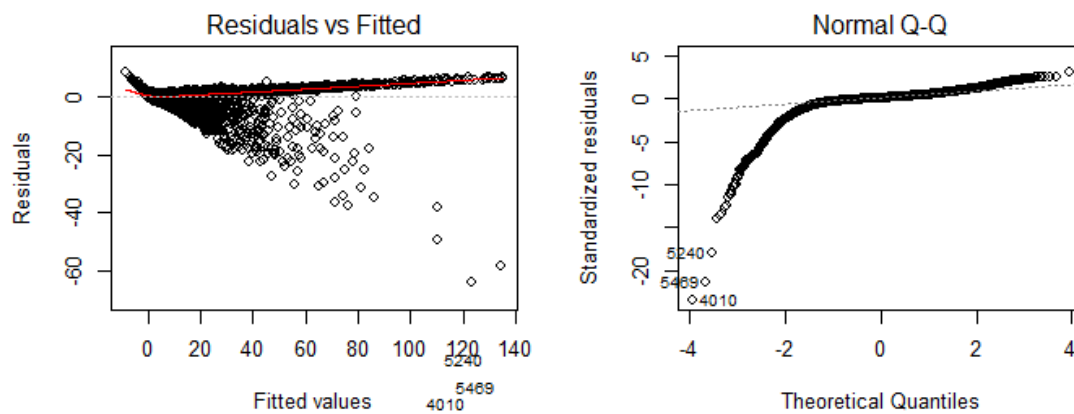 Residuals vs Fitted
Residuals
0
-20
-40
-60
0 20 40 60 80 100 120 140
5240
5469
4010
Fitted values
Normal Q-Q
Standardized residuals
5
0
-5
-10
-20
5240
5469
4010
-4 -2 0 2 4
Theoretical Quantiles